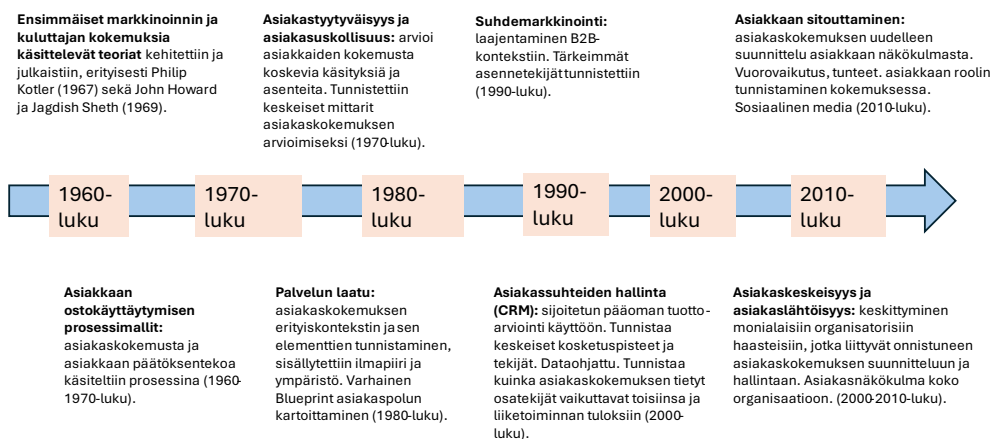 Ensimmäiset markkinoinnin ja
kuluttajan kokemuksia
käsittelevät teoriat kehitettiin ja
julkaistiin, erityisesti Philip
Kotler (1967) sekä John Howard
ja Jagdish Sheth (1969).
Asiakastyytyväisyys ja
asiakasuskollisuus: arvioi
asiakkaiden kokemusta
koskevia käsityksiä ja
asenteita. Tunnistettiin
keskeiset mittarit
asiakaskokemuksen
arvioimiseksi (1970-luku).
Suhdemarkkinointi:
laajentaminen B2B-
kontekstiin. Tärkeimmät
asennetekijät tunnistettiin
(1990-luku).
Asiakkaan sitouttaminen:
asiakaskokemuksen uudelleen
suunnittelu asiakkaan näkökulmasta.
Vuorovaikutus, tunteet. asiakkaan roolin
tunnistaminen kokemuksessa.
Sosiaalinen media (2010-luku).
1960-
luku
1970-
luku
1980-
luku
1990-
luku
2000-
luku
2010-
luku
Asiakkaan
ostokäyttäytymisen
prosessimallit:
asiakaskokemusta ja
asiakkaan päätöksentekoa
käsiteltiin prosessina (1960-
1970-luku).
Palvelun laatu:
asiakaskokemuksen
erityiskontekstin ja sen
elementtien tunnistaminen,
sisällytettiin ilmapiiri ja
ympäristö. Varhainen
Blueprint asiakaspolun
kartoittaminen (1980-luku).
Asiakassuhteiden hallinta
(CRM): sijoitetun pääoman tuotto-
arviointi käyttöön. Tunnistaa
keskeiset kosketuspisteet ja
tekijät. Dataohjattu. Tunnistaa
kuinka asiakaskokemuksen tietyt
osatekijät vaikuttavat toisiinsa ja
liiketoiminnan tuloksiin (2000-
luku).
Asiakaskeskeisyys ja
asiakaslähtöisyys: keskittyminen
monialaisiin organisatorisiin
haasteisiin, jotka liittyvät onnistuneen
asiakaskokemuksen suunnitteluun ja
hallintaan. Asiakasnäkökulma koko
organisaatioon. (2000-2010-luku).